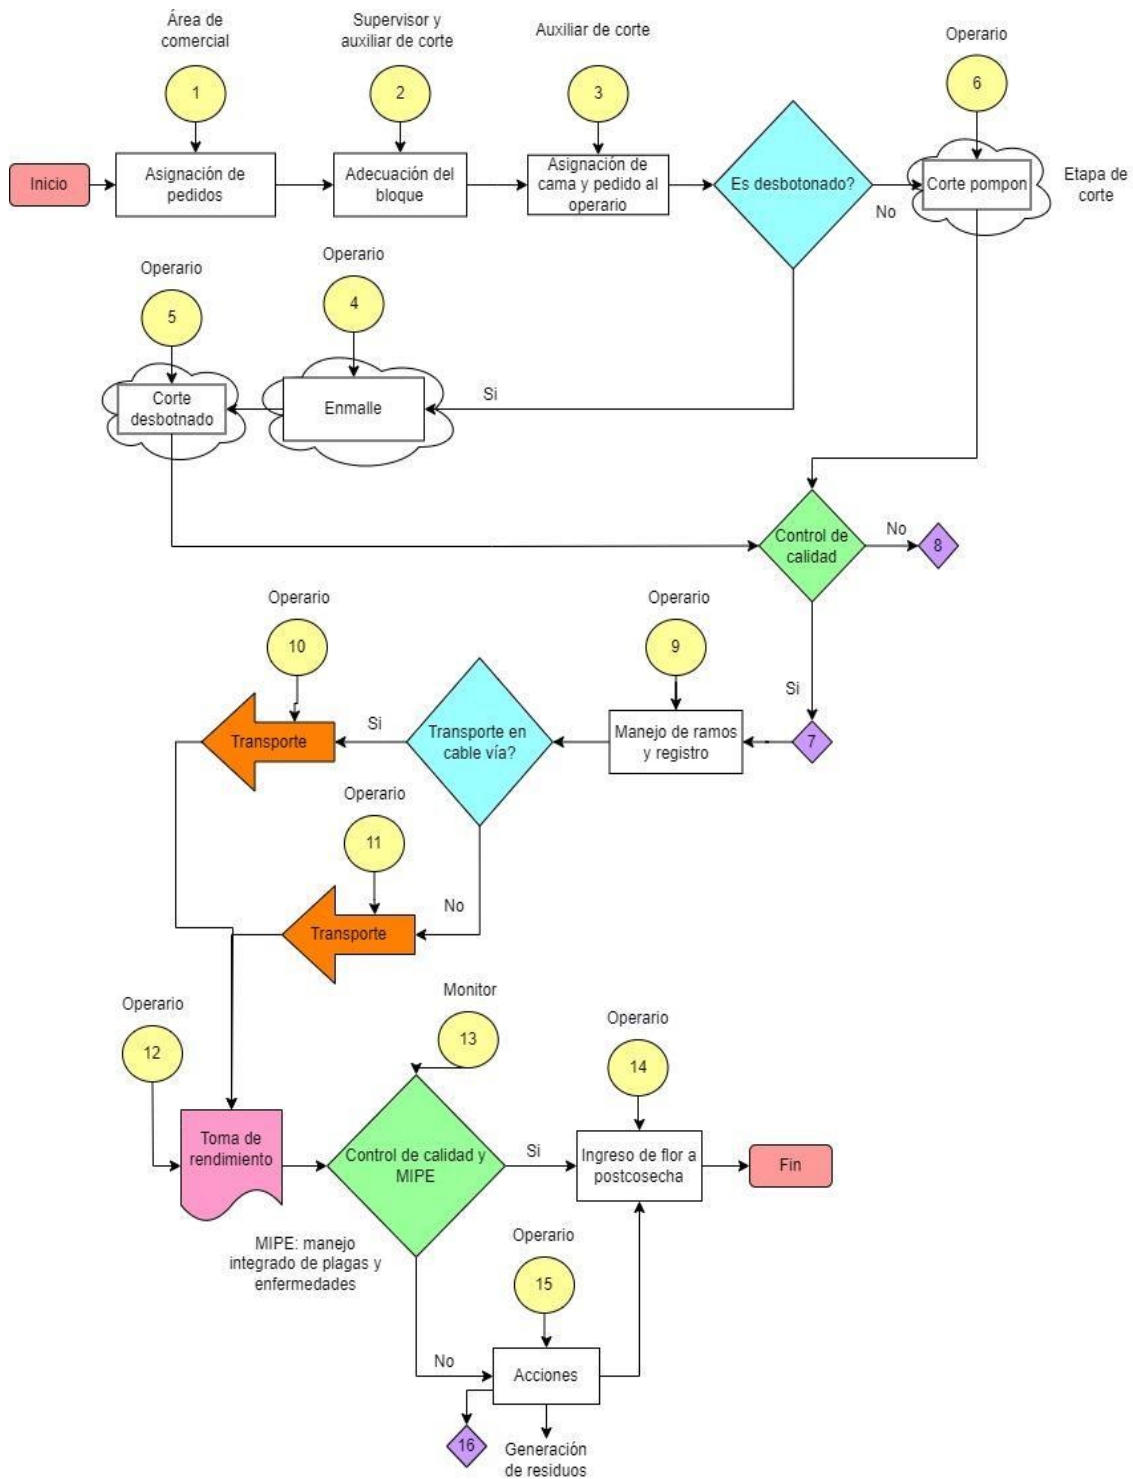 Área de
comercial
Supervisor y
auxiliar de corte
Auxiliar de corte
Operario
1
2
3
6
Inicio
Asignación de
pedidos
Adecuación del
bloque
Asignación de
cama y pedido al
operario
Es desbotonado?
No
Corte pompon
Etapa de
corte
Operario
Operario
5
4
Corte
desbotnado
Enmalle
Si
Control de
calidad
No
8
Operario
Operario
10
9
Si
Transporte
Si
Transporte en
cable vía?
Manejo de ramos
y registro
7
Operario
11
No
Transporte
Operario
Monitor
Operario
12
13
14
Toma de
rendimiento
Control de calidad y
MIPE
Si
Ingreso de flor a
postcosecha
Fin
MIPE: manejo
integrado de plagas y
enfermedades
Operario
15
No
Acciones
16
Generación
de residuos